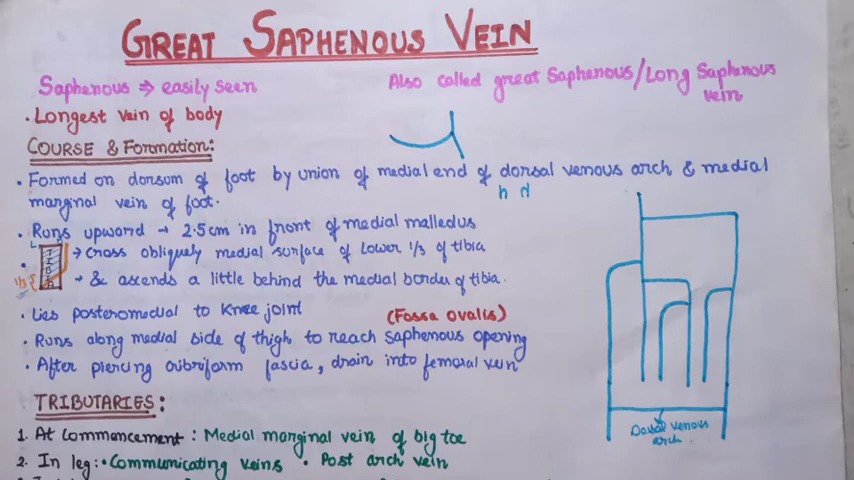 GREAT SAPHENOUS VEIN
Saphenous ⇒ easily seen
Also called great Saphenous/Long Saphenous
vein
• Longest vein of body
COURSE & Formation:
• Formed on dorsum of foot by union of medial end of dorsal venous arch & medial
marginal vein of foot.
h d
• Runs upward → 2.5cm in front of medial malledus
• → Cross obliquely medial surface of lower 1/3 of tibia
TIBIA
→ & ascends a little behind the medial border of tibia.
• Lies posteromedial to Knee joint
(Fossa ovalis)
• Runs along medial side of thigh to reach saphenous opening
• After piercing cribriform fascia, drain into femoral vein
TRIBUTARIES:
1. At commancement : Medial marginal vein of big toe
2. In leg: • Communicating veins • Post arch vein
Dorsal venous
arch